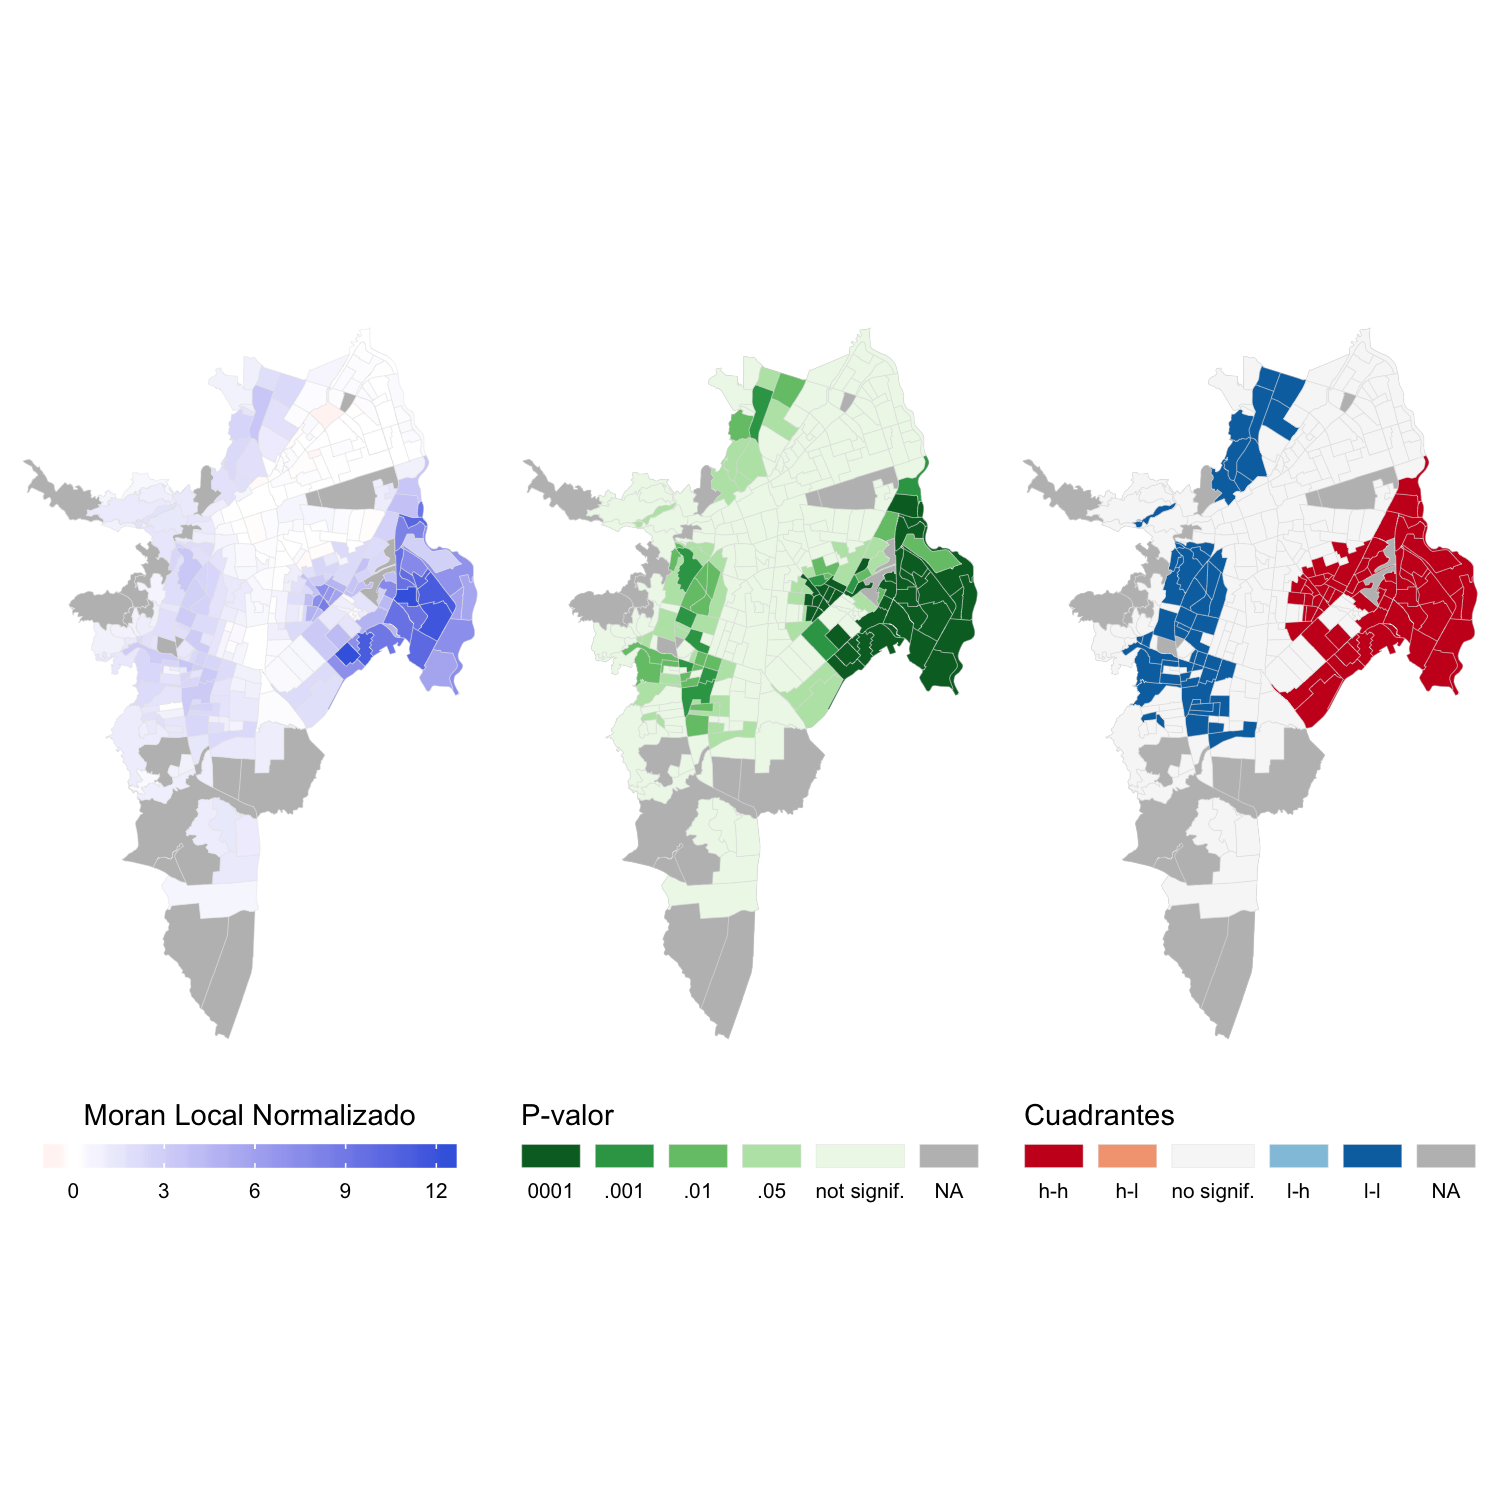 Moran Local Normalizado
0 3 6 9 12
P-valor
0001 .001 .01 .05 not signif. NA
Cuadrantes
h-h h-l no signif. l-h l-l NA